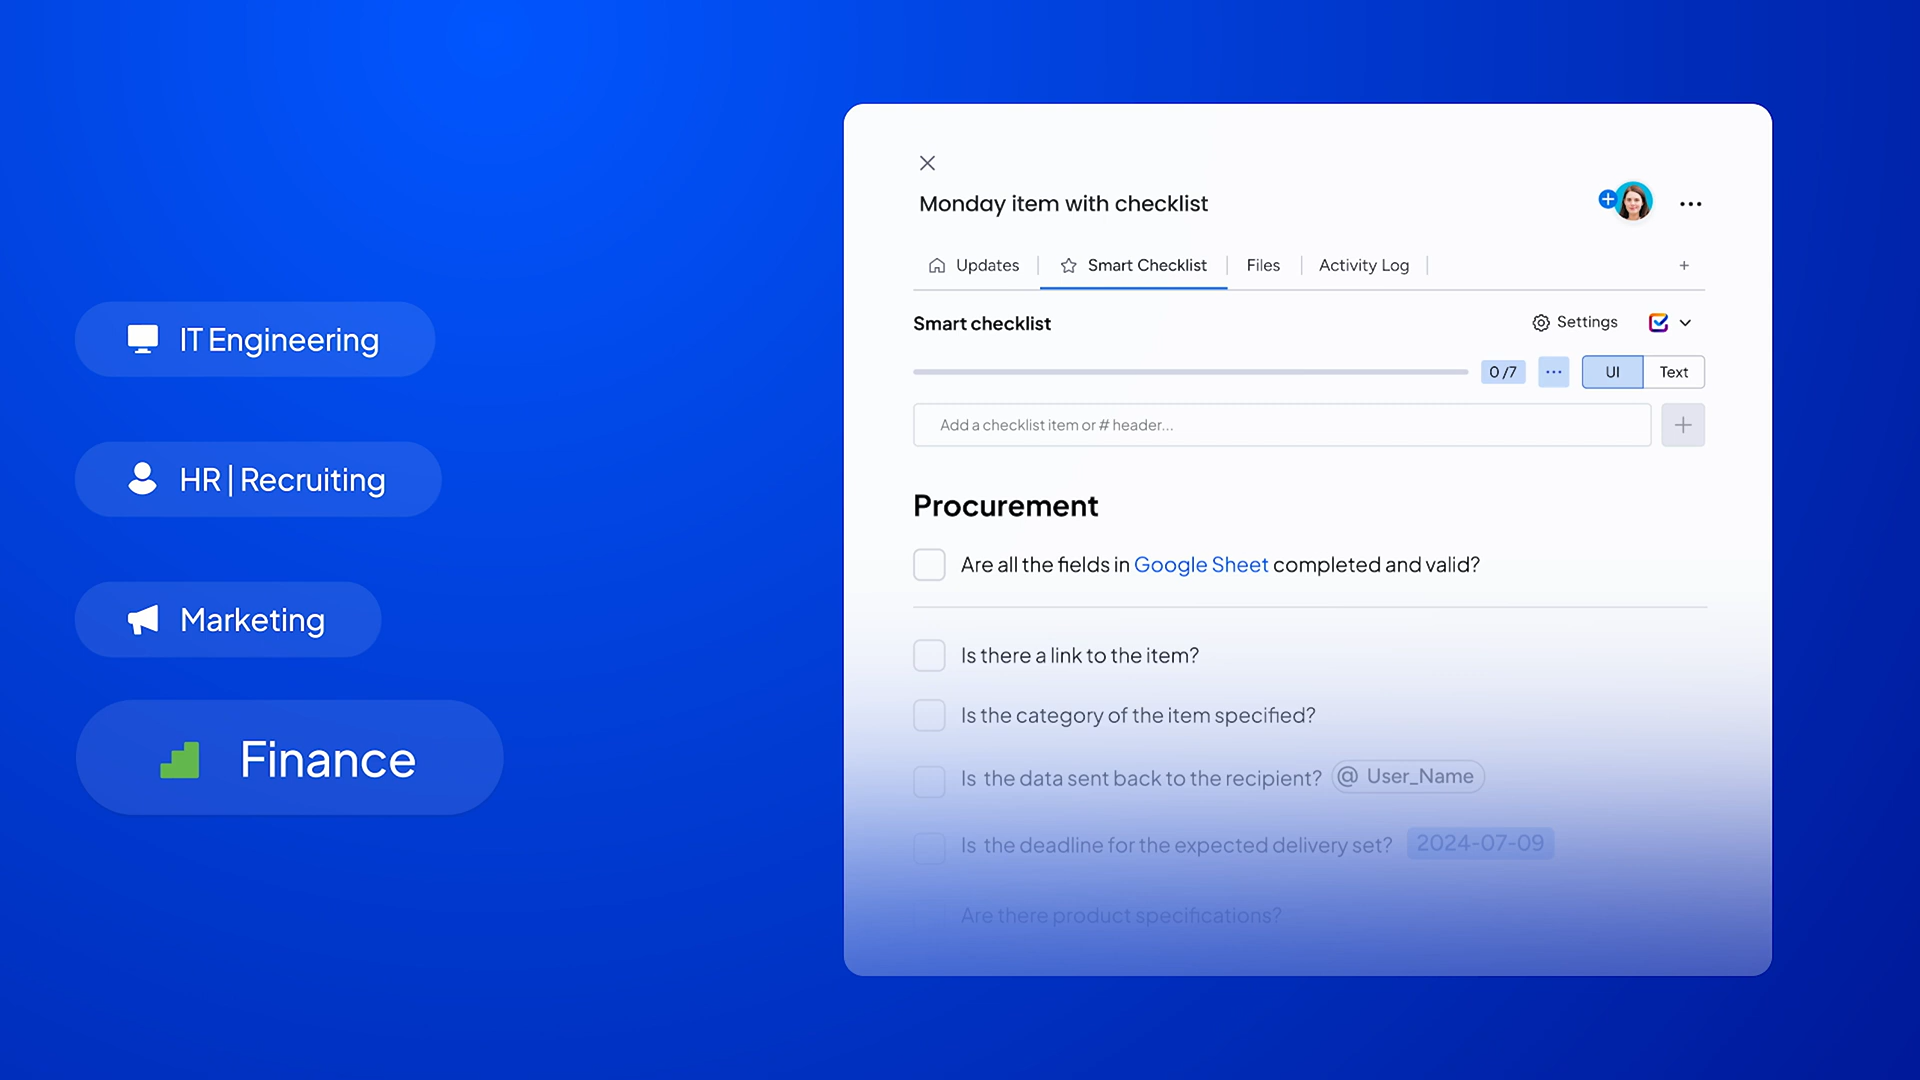 IT Engineering
HR | Recruiting
Marketing
Finance
Monday item with checklist
Updates | Smart Checklist | Files | Activity Log | +
Smart checklist
Settings
0/7 ... UI Text
Add a checklist item or # header...
Procurement
Are all the fields in Google Sheet completed and valid?
Is there a link to the item?
Is the category of the item specified?
Is the data sent back to the recipient? @ User_Name
Is the deadline for the expected delivery set? 2024-07-09
Are there product specifications?